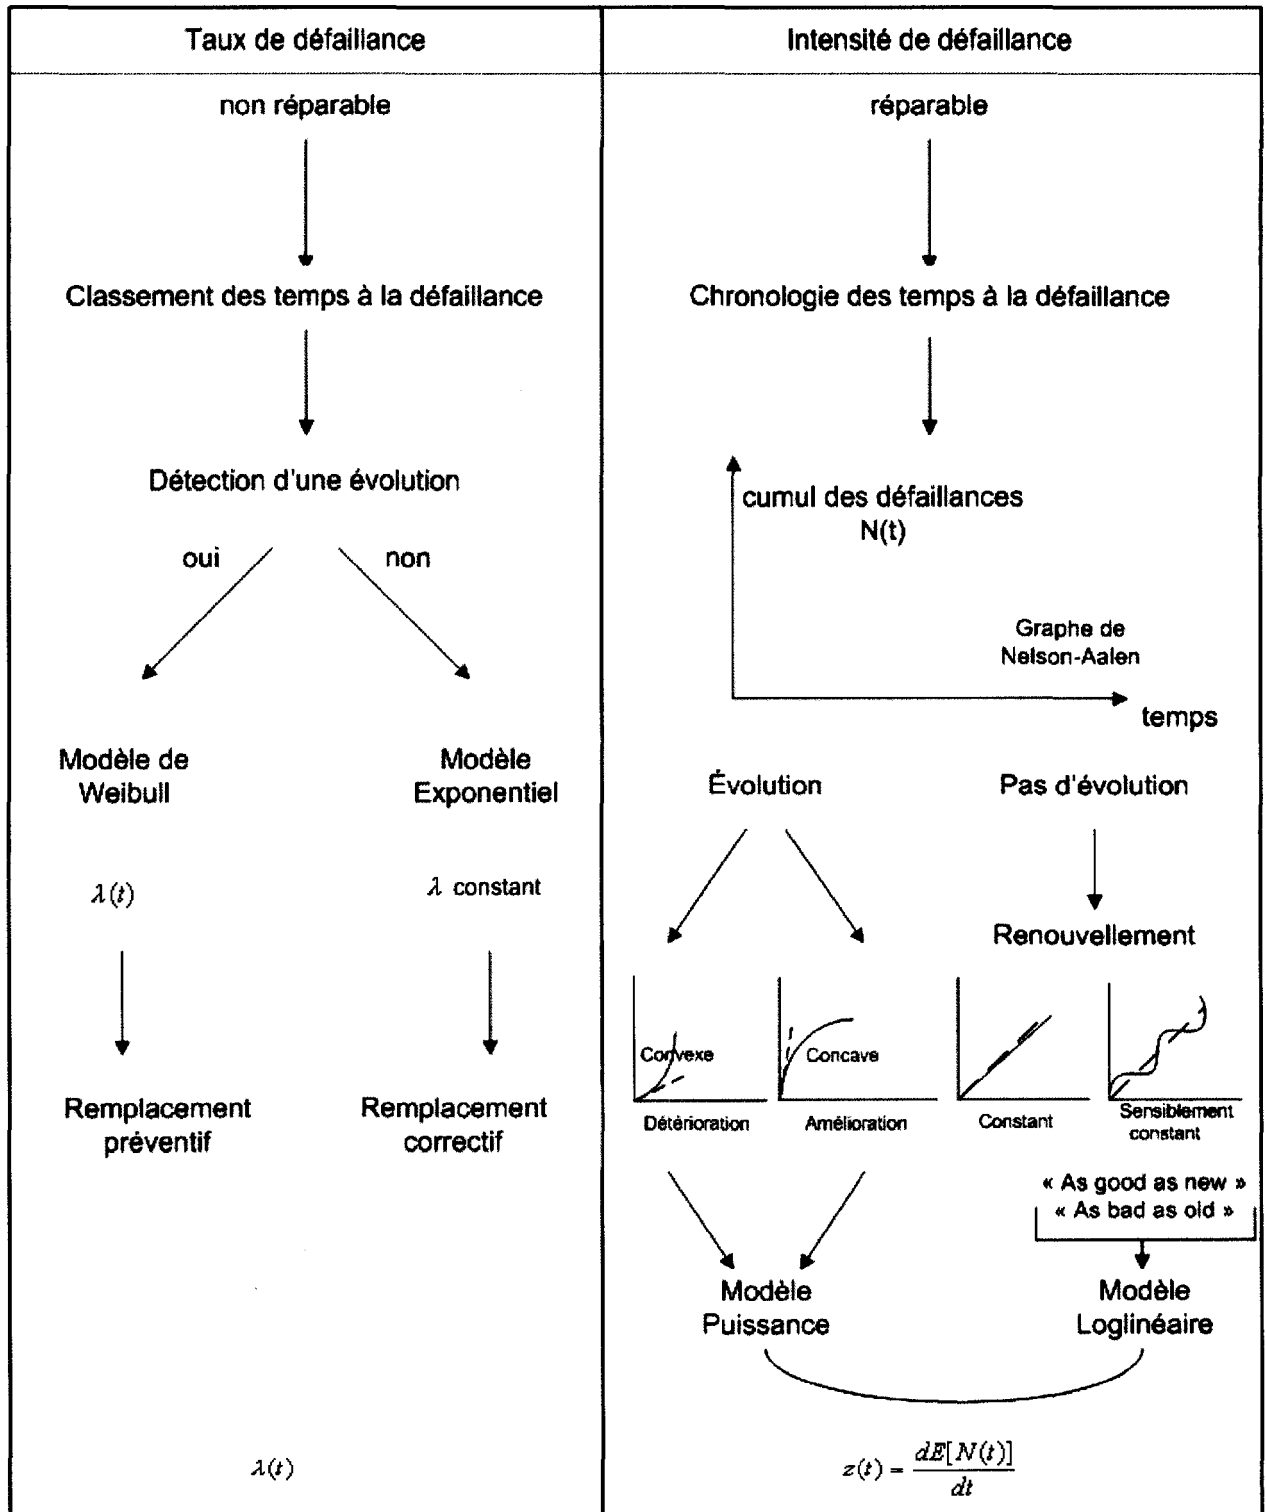 Taux de défaillance
non réparable
Classement des temps à la défaillance
Détection d'une évolution
oui
non
Modèle de
Weibull
Modèle
Exponentiel
λ(t)
λ constant
Remplacement
préventif
Remplacement
correctif
λ(t)
Intensité de défaillance
réparable
Chronologie des temps à la défaillance
cumul des défaillances
N(t)
Graphe de
Nelson-Aalen
temps
Évolution
Pas d'évolution
Renouvellement
Convexe
Concave
Détérioration
Amélioration
Constant
Sensiblement
constant
« As good as new »
« As bad as old »
Modèle
Puissance
Modèle
Loglinéaire
z(t) = dE[N(t)] / dt